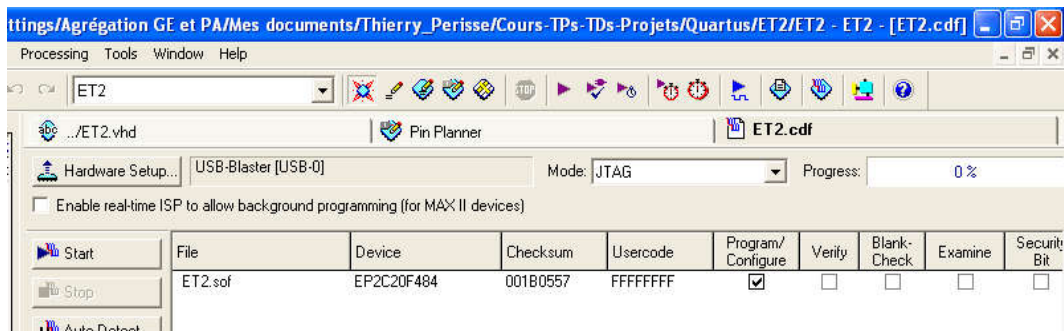 ttings/Agrégation GE et PA/Mes documents/Thierry_Perisse/Cours-TPs-TDs-Projets/Quartus/ET2/ET2 - ET2 - [ET2.cdf]
Processing Tools Window Help
ET2
STOP
abc ../ET2.vhd Pin Planner ET2.cdf
Hardware Setup... USB-Blaster [USB-0] Mode: JTAG Progress: 0 %
Enable real-time ISP to allow background programming (for MAX II devices)
Start File Device Checksum Usercode Program/ Configure Verify Blank- Check Examine Security Bit
ET2.sof EP2C20F484 001B0557 FFFFFFFF
Stop
Auto Detect